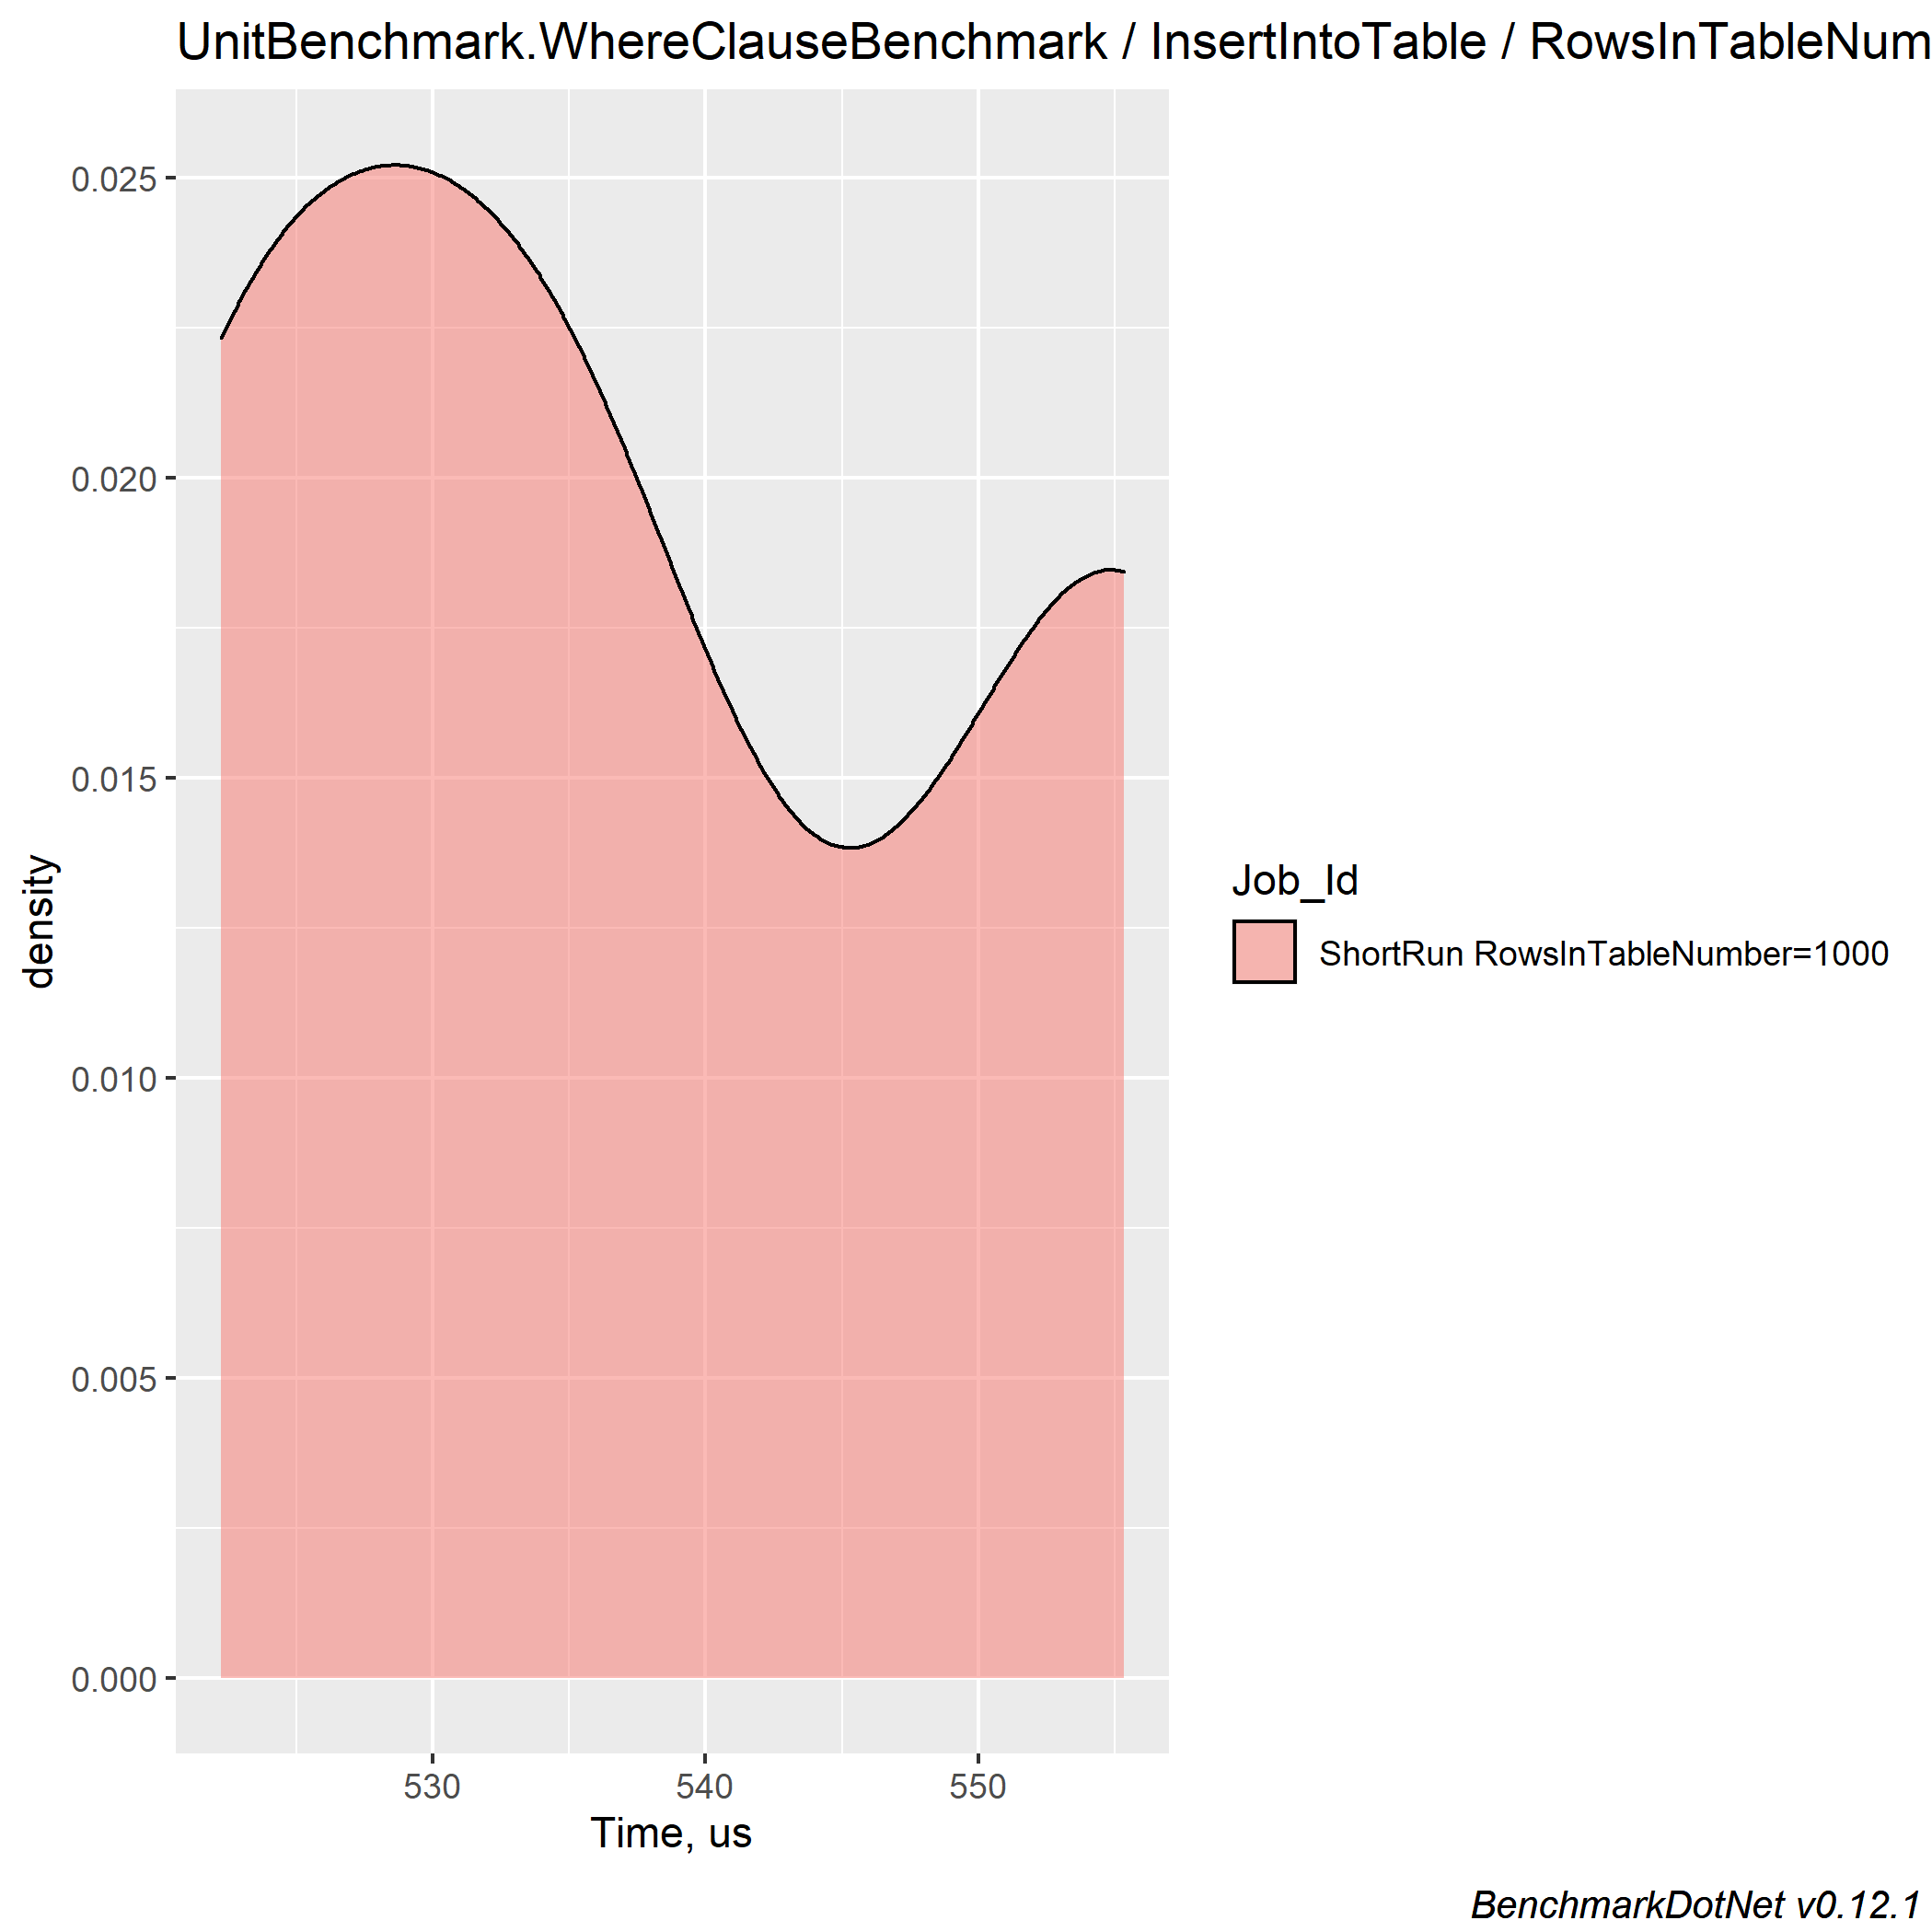 UnitBenchmark.WhereClauseBenchmark / InsertIntoTable / RowsInTableNum
0.025
0.020
0.015
0.010
0.005
0.000
density
530 540 550
Time, us
Job_Id
ShortRun RowsInTableNumber=1000
BenchmarkDotNet v0.12.1